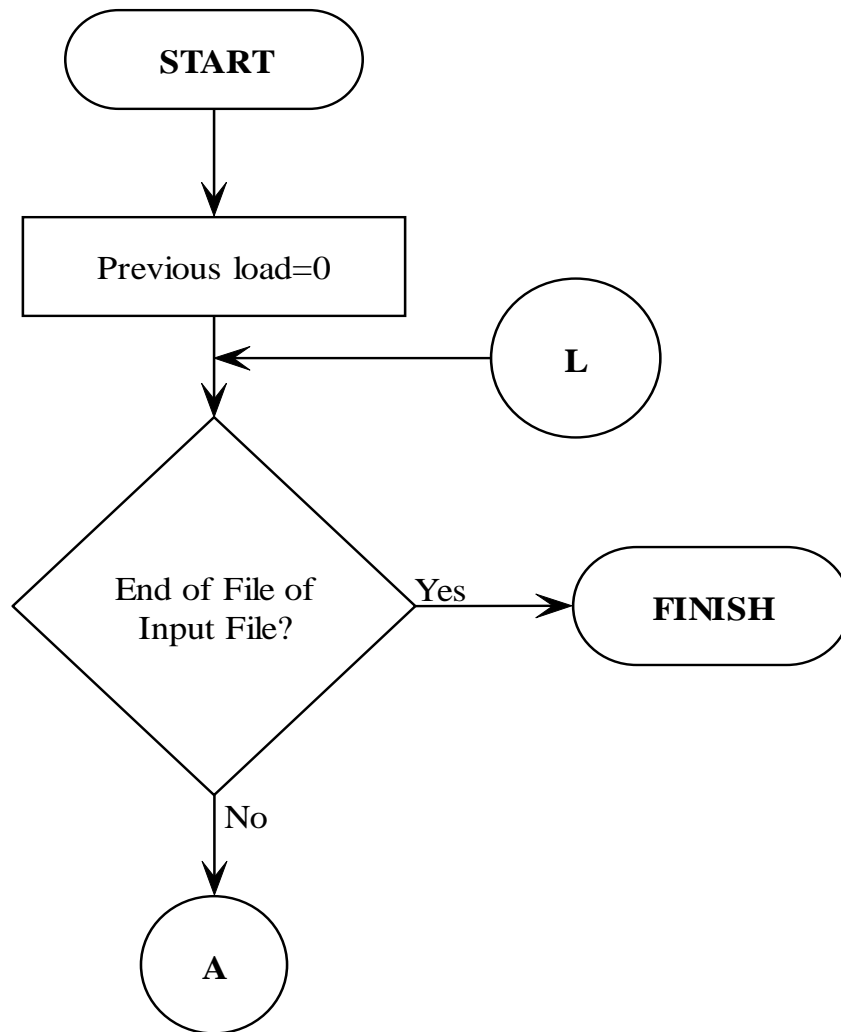 START
Previous load=0
L
End of File of
Input File?
Yes
FINISH
No
A